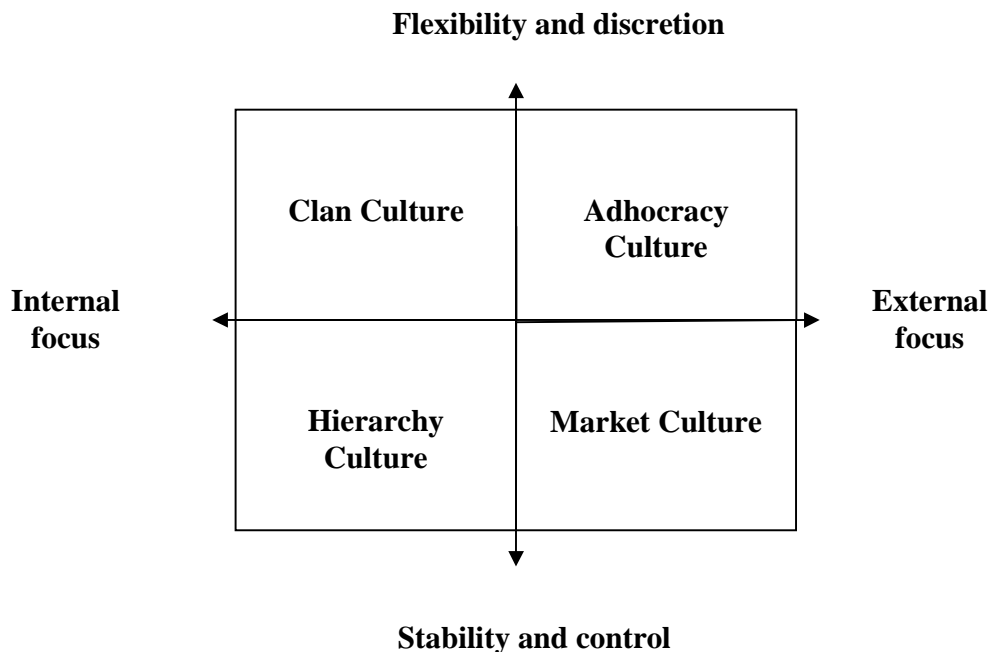 Flexibility and discretion
Clan Culture
Adhocracy
Culture
Internal
focus
External
focus
Hierarchy
Culture
Market Culture
Stability and control